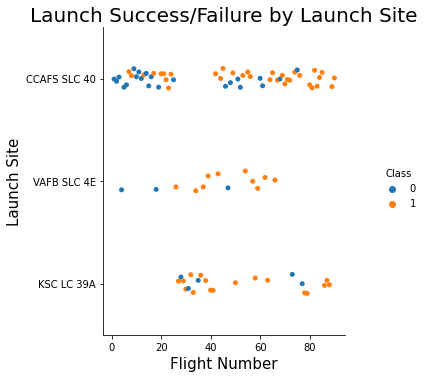 Launch Success/Failure by Launch Site
CCAFS SLC 40
VAFB SLC 4E
KSC LC 39A
Launch Site
0 20 40 60 80
Flight Number
Class
0
1